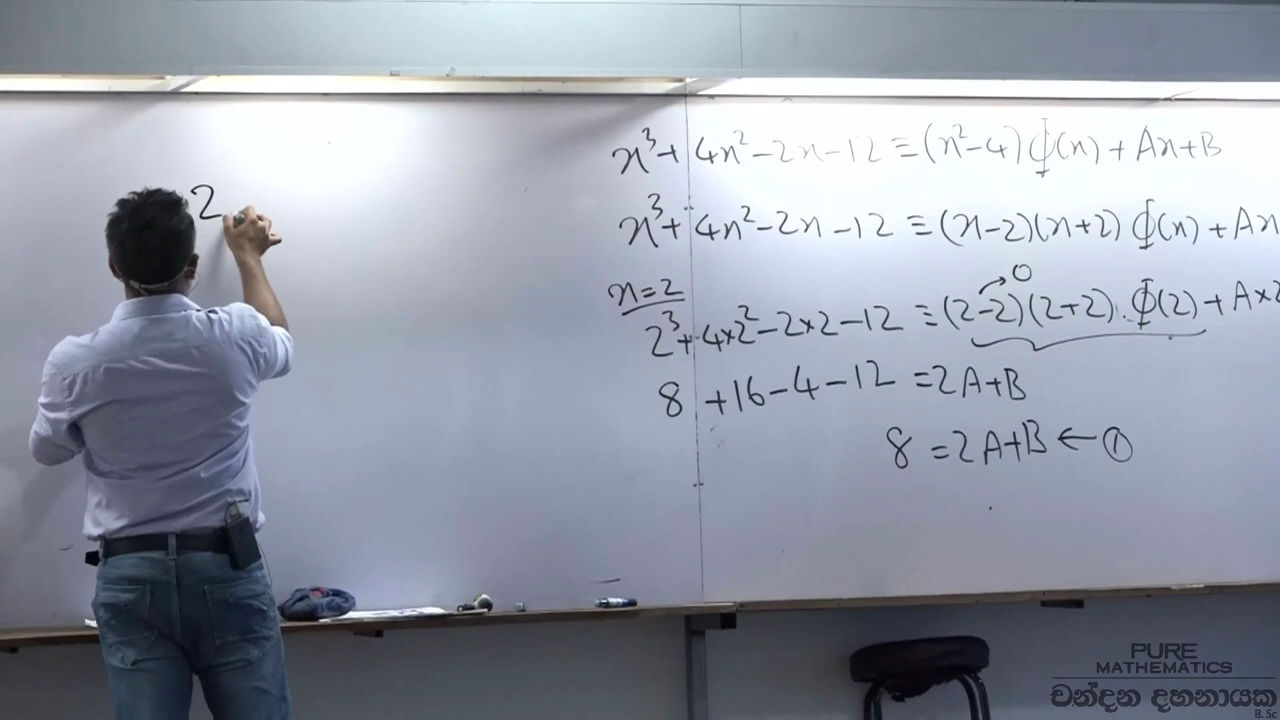 2
x³+4x²-2x-12≡(x²-4)ϕ(x)+Ax+B
x³+4x²-2x-12≡(x-2)(x+2)ϕ(x)+Ax
x=2
0
2³+4×2²-2×2-12≡(2-2)(2+2).ϕ(2)+A×2
8+16-4-12=2A+B
8=2A+B←①
PURE
MATHEMATICS
චන්දන දහනායක
B. Sc